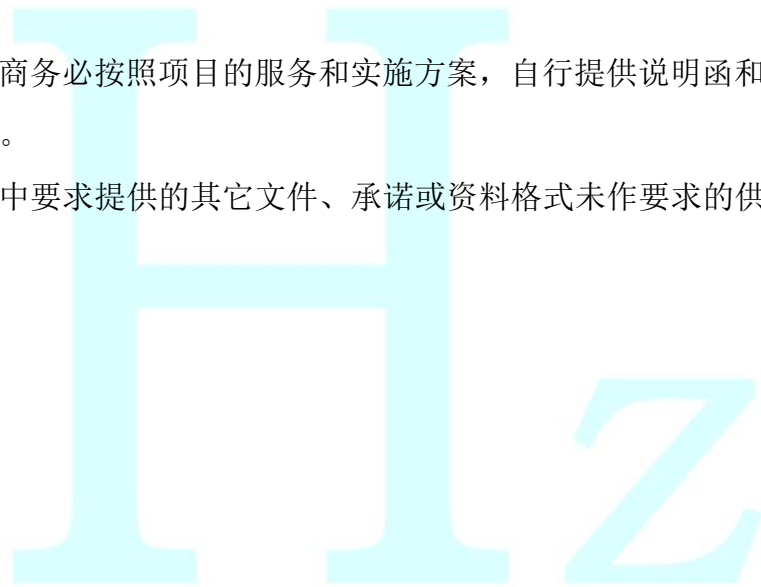 商务必按照项目的服务和实施方案，自行提供说明函和
。
中要求提供的其它文件、承诺或资料格式未作要求的供
Hz